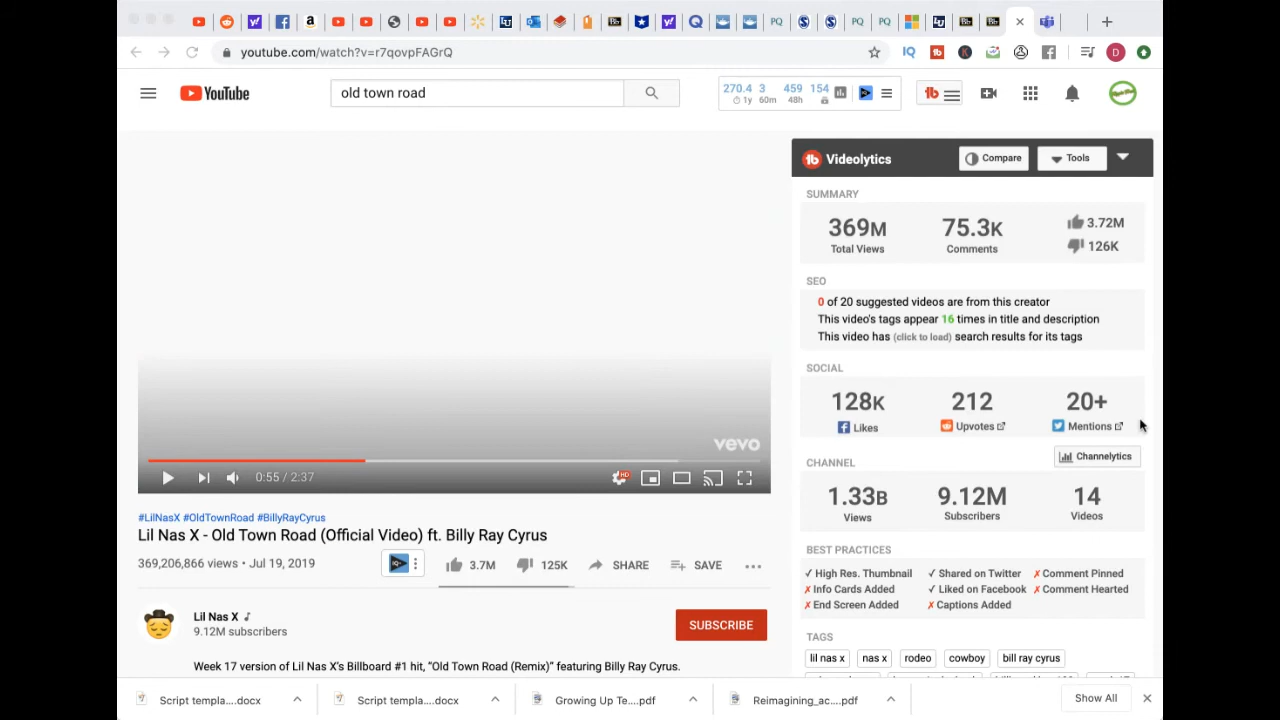 youtube.com/watch?v=r7qovpFAGrQ
YouTube
old town road
270.4 3 459 154
1y 60m 48h
Videolytics Compare Tools
SUMMARY
369M 75.3K 3.72M
Total Views Comments 126K
SEO
0 of 20 suggested videos are from this creator
This video's tags appear 16 times in title and description
This video has (click to load) search results for its tags
SOCIAL
128K 212 20+
Likes Upvotes Mentions
CHANNEL Channelytics
1.33B 9.12M 14
Views Subscribers Videos
BEST PRACTICES
✓ High Res. Thumbnail ✓ Shared on Twitter ✗ Comment Pinned
✗ Info Cards Added ✓ Liked on Facebook ✗ Comment Hearted
✗ End Screen Added ✗ Captions Added
TAGS
lil nas x nas x rodeo cowboy bill ray cyrus
vevo
0:55 / 2:37 HD
#LilNasX #OldTownRoad #BillyRayCyrus
Lil Nas X - Old Town Road (Official Video) ft. Billy Ray Cyrus
369,206,866 views • Jul 19, 2019 3.7M 125K SHARE SAVE
Lil Nas X
9.12M subscribers
SUBSCRIBE
Week 17 version of Lil Nas X's Billboard #1 hit, “Old Town Road (Remix)” featuring Billy Ray Cyrus.
Script templa....docx Script templa....docx Growing Up Te....pdf Reimagining_ac....pdf Show All